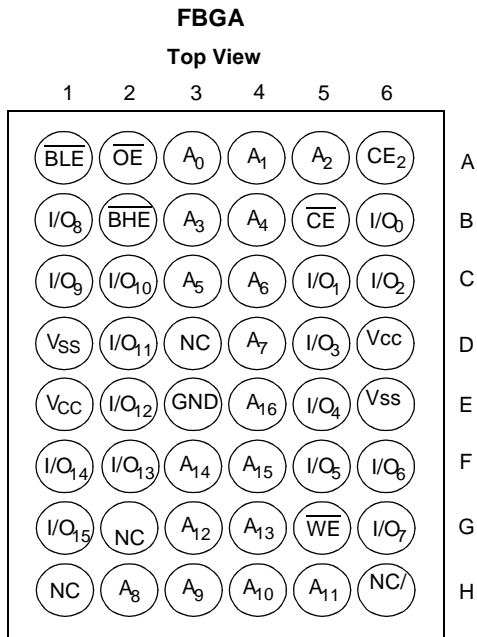 FBGA
Top View
1 2 3 4 5 6
BLE OE A0 A1 A2 CE2 A
I/O8 BHE A3 A4 CE I/O0 B
I/O9 I/O10 A5 A6 I/O1 I/O2 C
VSS I/O11 NC A7 I/O3 Vcc D
VCC I/O12 GND A16 I/O4 Vss E
I/O14 I/O13 A14 A15 I/O5 I/O6 F
I/O15 NC A12 A13 WE I/O7 G
NC A8 A9 A10 A11 NC/ H